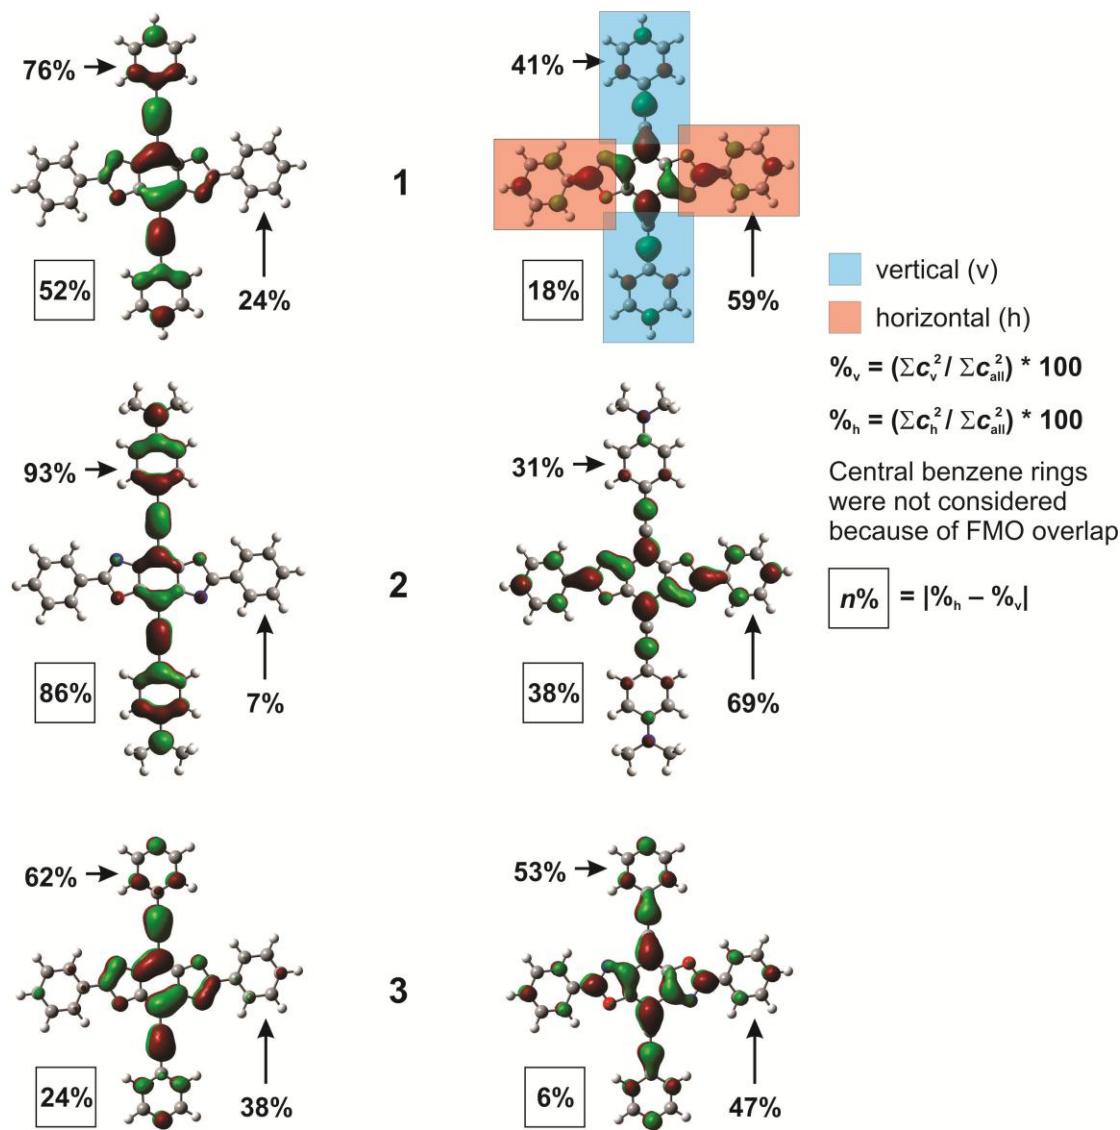 76%
52%
24%
1
41%
18%
59%
vertical (v)
horizontal (h)
%v = (Σcv² / Σcall²) * 100
%h = (Σch² / Σcall²) * 100
Central benzene rings
were not considered
because of FMO overlap
n% = |%h – %v|
93%
86%
7%
2
31%
38%
69%
62%
24%
38%
3
53%
6%
47%